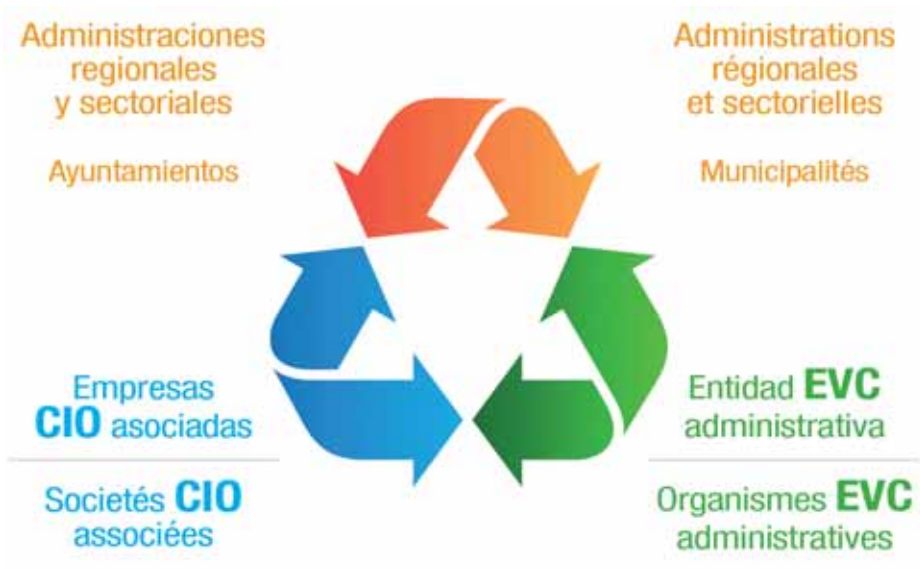 Administraciones
regionales
y sectoriales
Ayuntamientos
Administrations
régionales
et sectorielles
Municipalités
Empresas
CIO asociadas
Societés CIO
associées
Entidad EVC
administrativa
Organismes EVC
administratives